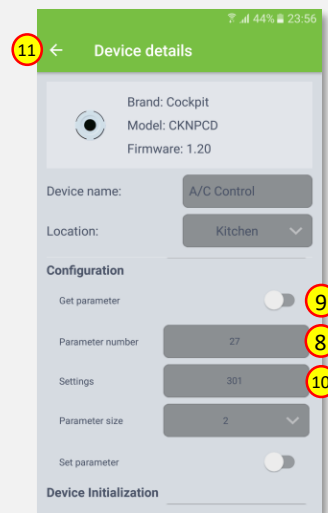 44% 23:56
11 ← Device details
Brand: Cockpit
Model: CKNPCD
Firmware: 1.20
Device name: A/C Control
Location: Kitchen
Configuration
Get parameter 9
Parameter number 27 8
Settings 301 10
Parameter size 2
Set parameter
Device Initialization